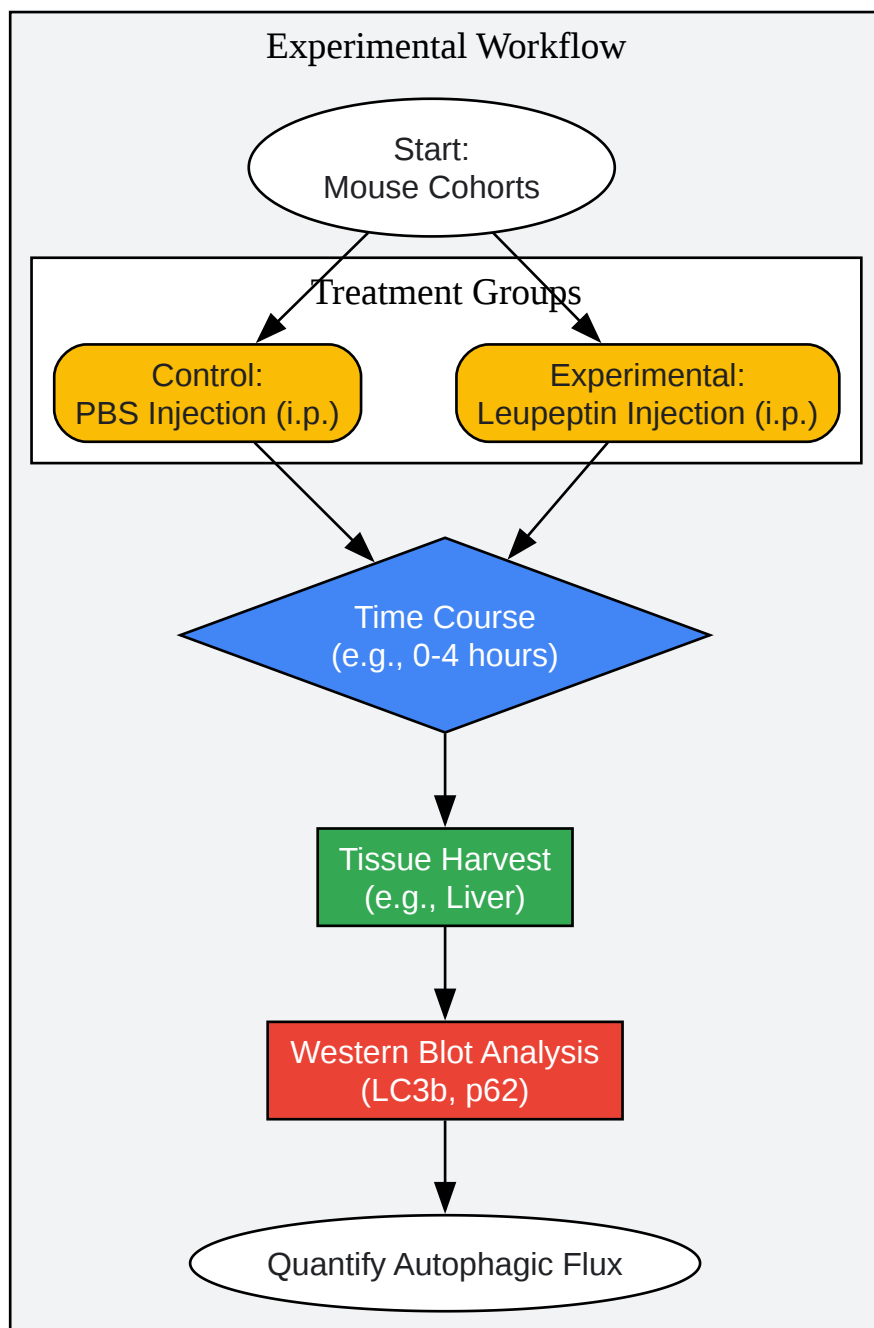 Experimental Workflow
Start:
Mouse Cohorts
Treatment Groups
Control:
PBS Injection (i.p.)
Experimental:
Leupeptin Injection (i.p.)
Time Course
(e.g., 0-4 hours)
Tissue Harvest
(e.g., Liver)
Western Blot Analysis
(LC3b, p62)
Quantify Autophagic Flux